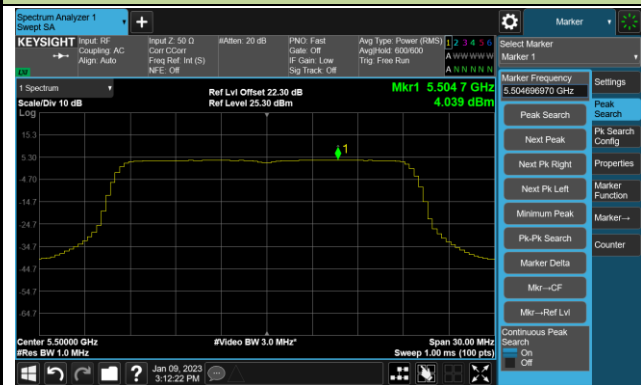 Spectrum Analyzer 1
Swept SA
+
Marker
KEYSIGHT
Input: RF
Coupling: AC
Align: Auto
Input Z: 50 Ω
Corr CCorr
Freq Ref: Int (S)
NFE: Off
#Atten: 20 dB
PNO: Fast
Gate: Off
IF Gain: Low
Sig Track: Off
Avg Type: Power (RMS)
Avg|Hold: 600/600
Trig: Free Run
1 2 3 4 5 6
A W W W W W
A N N N N N
LXI
Select Marker
Marker 1
1 Spectrum
Scale/Div 10 dB
Log
Ref Lvl Offset 22.30 dB
Ref Level 25.30 dBm
Mkr1 5.504 7 GHz
4.039 dBm
15.3
5.30
-4.70
-14.7
-24.7
-34.7
-44.7
-54.7
-64.7
1
Center 5.50000 GHz
#Res BW 1.0 MHz
#Video BW 3.0 MHz*
Span 30.00 MHz
Sweep 1.00 ms (100 pts)
Marker Frequency
5.504696970 GHz
Peak Search
Next Peak
Next Pk Right
Next Pk Left
Minimum Peak
Pk-Pk Search
Marker Delta
Mkr→CF
Mkr→Ref Lvl
Continuous Peak
Search
On
Off
Settings
Peak
Search
Pk Search
Config
Properties
Marker
Function
Marker→
Counter
?
Jan 09, 2023
3:12:22 PM